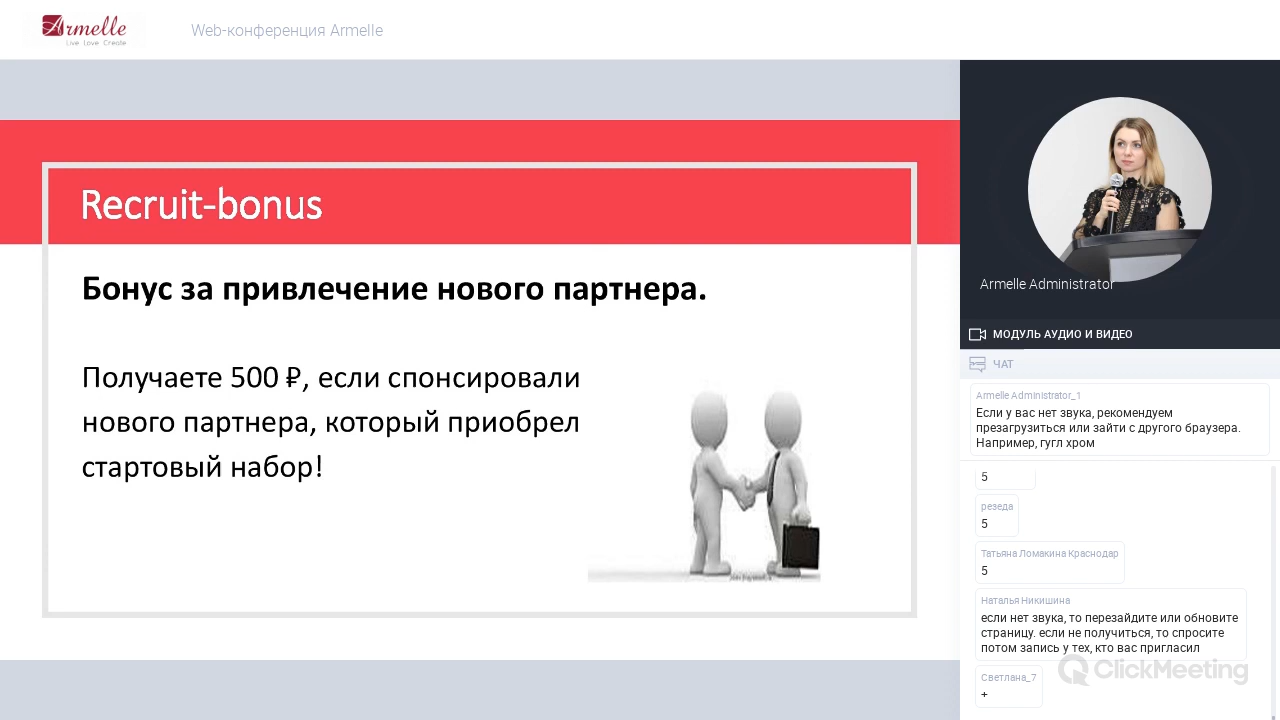 Armelle
Live Love Create
Web-конференция Armelle
Recruit-bonus
Бонус за привлечение нового партнера.
Получаете 500 ₽, если спонсировали
нового партнера, который приобрел
стартовый набор!
Armelle Administrator
МОДУЛЬ АУДИО И ВИДЕО
ЧАТ
Armelle Administrator_1
Если у вас нет звука, рекомендуем
презагрузиться или зайти с другого браузера.
Например, гугл хром
5
резеда
5
Татьяна Ломакина Краснодар
5
Наталья Никишина
если нет звука, то перезайдите или обновите
страницу. если не получиться, то спросите
потом запись у тех, кто вас пригласил
ClickMeeting
Светлана_7
+